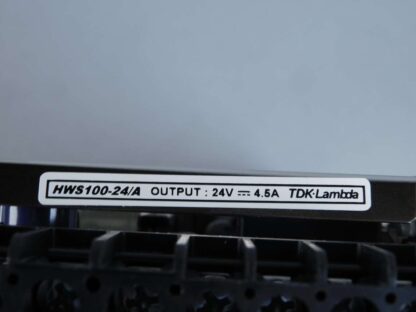 HWS100-24/A OUTPUT : 24V ⎓ 4.5A TDK·Lambda